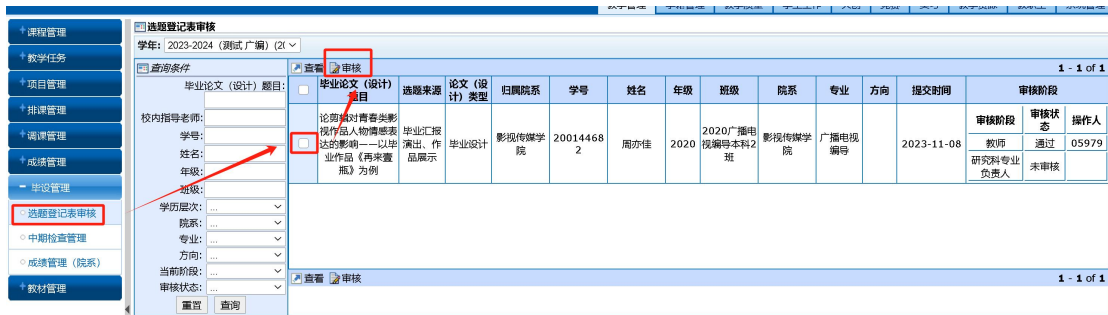 教学管理 学籍管理 教学质量 学生工作 大创 竞赛 实习 教学资源 教职工 系统管理
课程管理
教学任务
项目管理
排课管理
调课管理
成绩管理
毕设管理
选题登记表审核
中期检查管理
成绩管理（院系）
教材管理
选题登记表审核
学年: 2023-2024（测试 广编）(2(
查询条件
毕业论文（设计）题目:
校内指导老师:
学号:
姓名:
年级:
班级:
学历层次: ...
院系: ...
专业: ...
方向: ...
当前阶段: ...
审核状态: ...
重置 查询
查看 审核 1 - 1 of 1
毕业论文（设计）题目 选题来源 论文（设计）类型 归属院系 学号 姓名 年级 班级 院系 专业 方向 提交时间 审核阶段
论剪辑对青春类影视作品人物情感表达的影响——以毕业作品《再来壹瓶》为例 毕业汇报演出、作品展示 毕业设计 影视传媒学院 200144682 周亦佳 2020 2020广播电视编导本科2班 影视传媒学院 广播电视编导 2023-11-08
审核阶段 审核状态 操作人
教师 通过 05979
研究科专业负责人 未审核
查看 审核 1 - 1 of 1